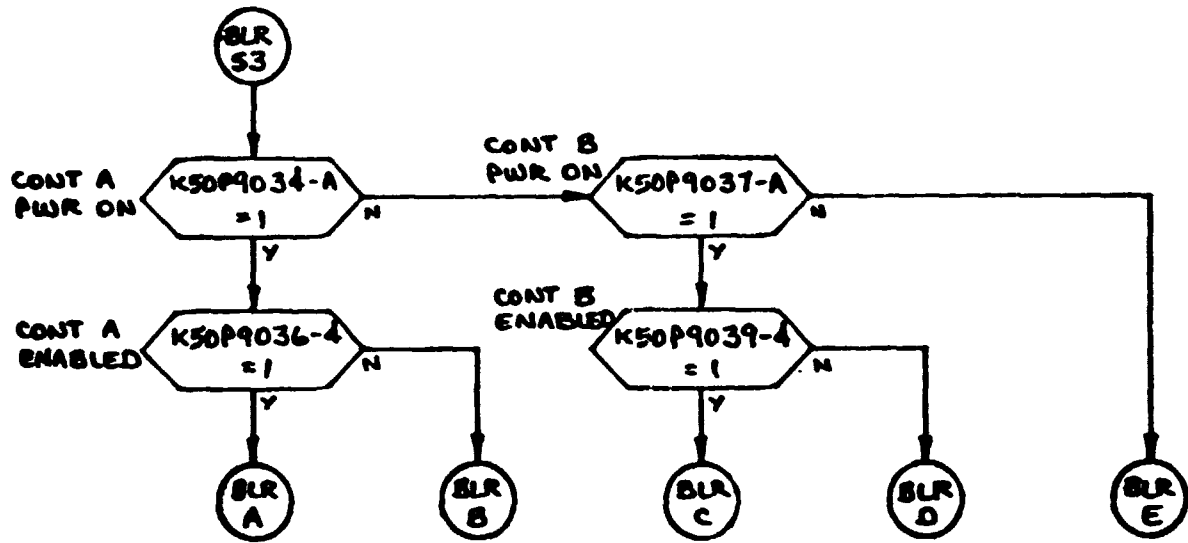 BLR
53
CONT A
PWR ON
K50P9034-A
= 1
N
Y
CONT B
PWR ON
K50P9037-A
= 1
N
Y
CONT A
ENABLED
K50P9036-4
= 1
N
Y
CONT B
ENABLED
K50P9039-4
= 1
N
Y
BLR
A
BLR
B
BLR
C
BLR
D
BLR
E